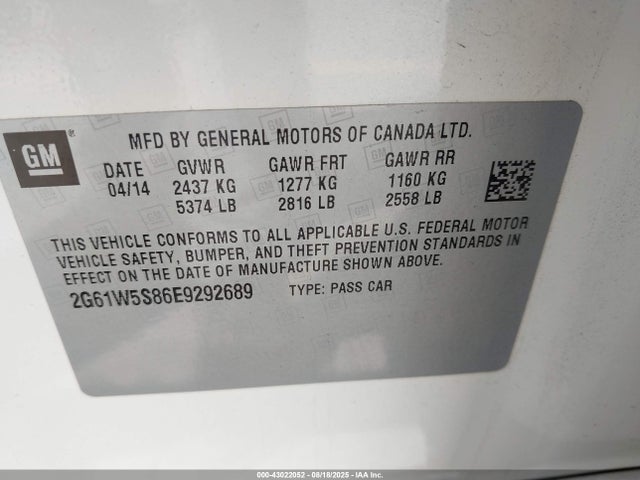 GM®
MFD BY GENERAL MOTORS OF CANADA LTD.
DATE GVWR GAWR FRT GAWR RR
04/14 2437 KG 1277 KG 1160 KG
5374 LB 2816 LB 2558 LB
THIS VEHICLE CONFORMS TO ALL APPLICABLE U.S. FEDERAL MOTOR
VEHICLE SAFETY, BUMPER, AND THEFT PREVENTION STANDARDS IN
EFFECT ON THE DATE OF MANUFACTURE SHOWN ABOVE.
2G61W5S86E9292689 TYPE: PASS CAR
000-43022052 - 08/18/2025 - IAA Inc.